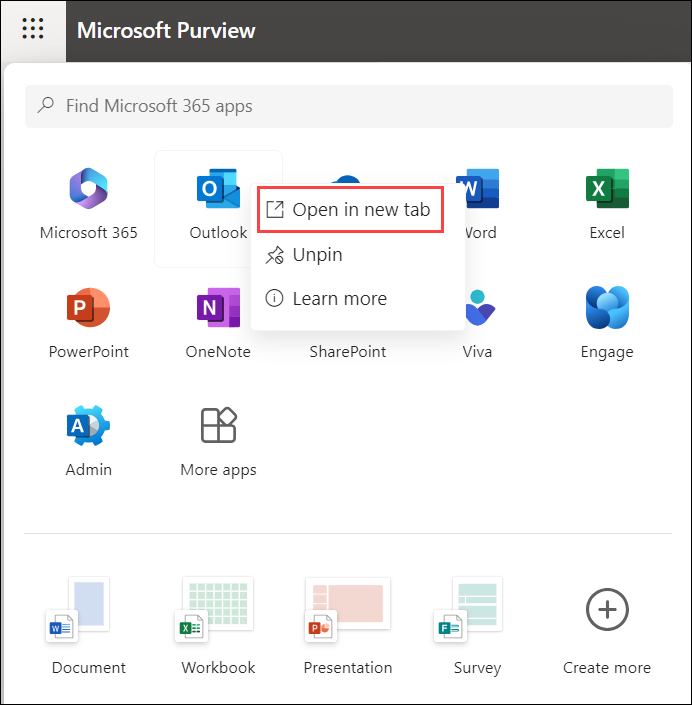 Microsoft Purview
Find Microsoft 365 apps
Microsoft 365
Outlook
Word
Excel
Open in new tab
Unpin
Learn more
PowerPoint
OneNote
SharePoint
Viva
Engage
Admin
More apps
Document
Workbook
Presentation
Survey
Create more